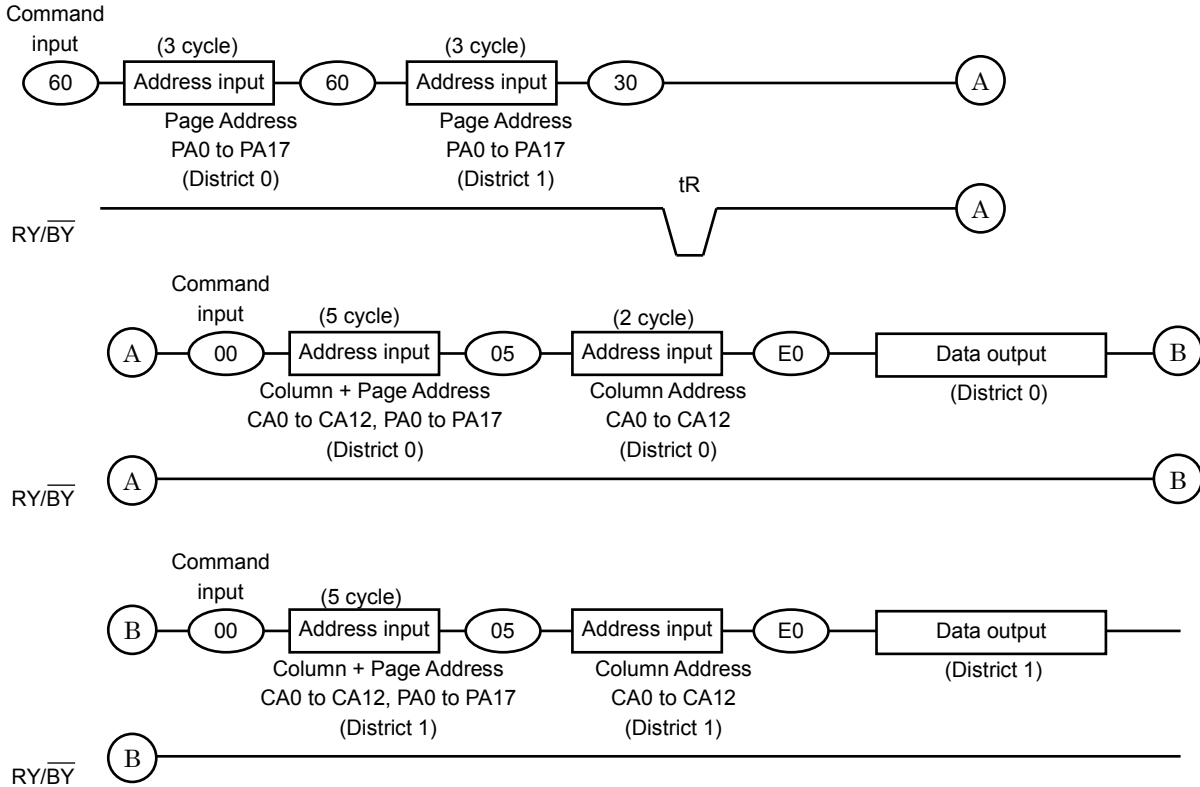 Command
input
(3 cycle)
(3 cycle)
60
Address input
60
Address input
30
A
Page Address
PA0 to PA17
(District 0)
Page Address
PA0 to PA17
(District 1)
tR
RY/BY
A
Command
input
(5 cycle)
(2 cycle)
A
00
Address input
05
Address input
E0
Data output
B
Column + Page Address
CA0 to CA12, PA0 to PA17
(District 0)
Column Address
CA0 to CA12
(District 0)
(District 0)
RY/BY
A
B
Command
input
(5 cycle)
B
00
Address input
05
Address input
E0
Data output
Column + Page Address
CA0 to CA12, PA0 to PA17
(District 1)
Column Address
CA0 to CA12
(District 1)
(District 1)
RY/BY
B